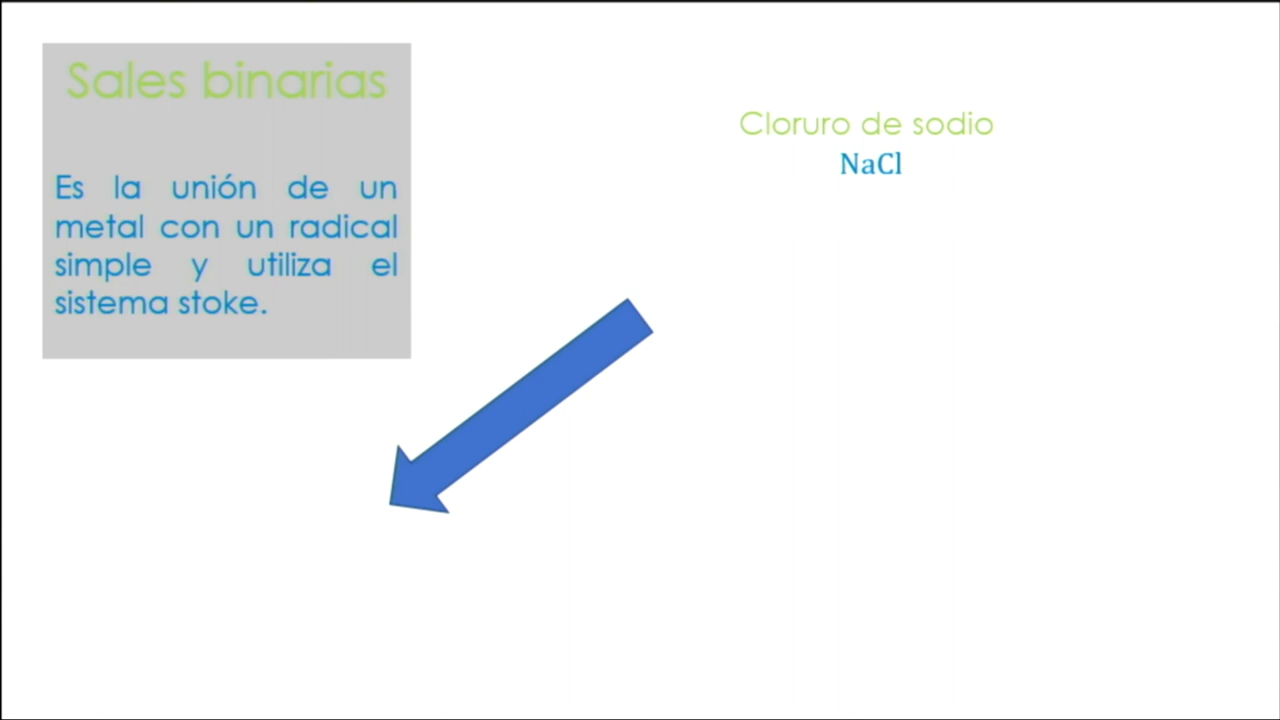 Sales binarias
Es la unión de un
metal con un radical
simple y utiliza el
sistema stoke.
Cloruro de sodio
NaCl